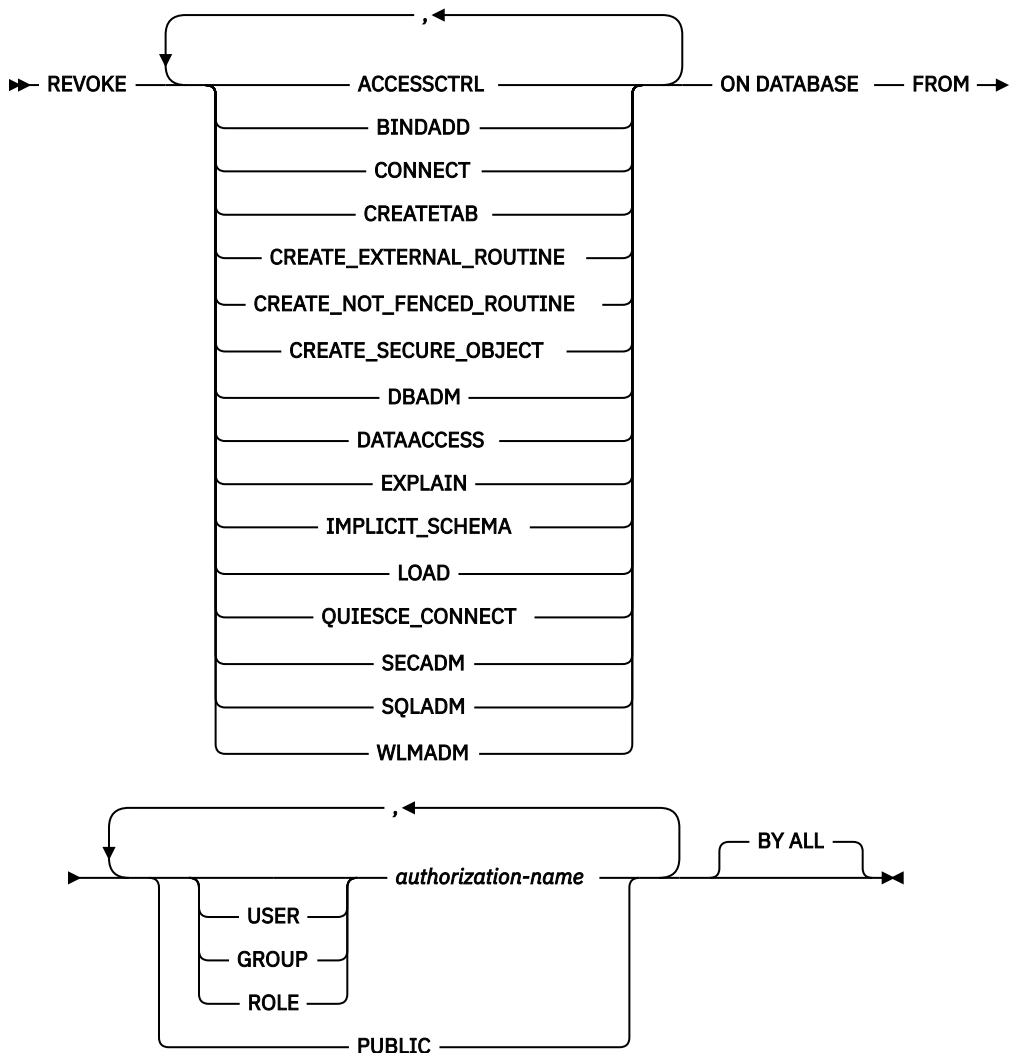 ,
REVOKE ACCESSCTRL ON DATABASE FROM
BINDADD
CONNECT
CREATETAB
CREATE_EXTERNAL_ROUTINE
CREATE_NOT_FENCED_ROUTINE
CREATE_SECURE_OBJECT
DBADM
DATAACCESS
EXPLAIN
IMPLICIT_SCHEMA
LOAD
QUIESCE_CONNECT
SECADM
SQLADM
WLMADM
,
BY ALL
authorization-name
USER
GROUP
ROLE
PUBLIC